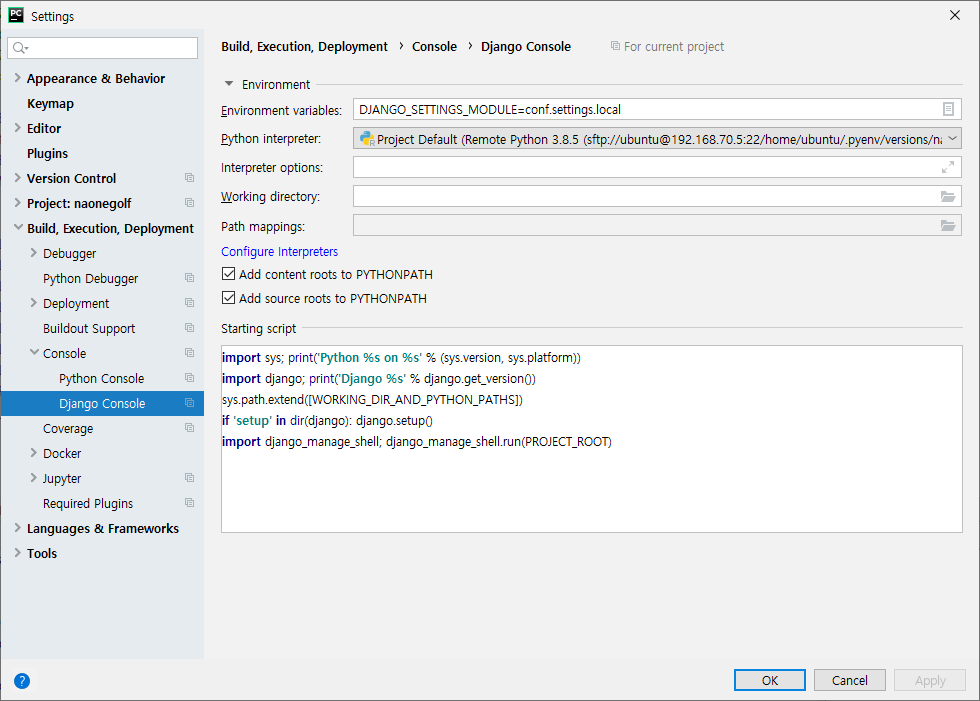 PC
Settings
Appearance & Behavior
Keymap
Editor
Plugins
Version Control
Project: naonegolf
Build, Execution, Deployment
Debugger
Python Debugger
Deployment
Buildout Support
Console
Python Console
Django Console
Coverage
Docker
Jupyter
Required Plugins
Languages & Frameworks
Tools
Build, Execution, Deployment › Console › Django Console For current project
Environment
Environment variables: DJANGO_SETTINGS_MODULE=conf.settings.local
Python interpreter: Project Default (Remote Python 3.8.5 (sftp://ubuntu@192.168.70.5:22/home/ubuntu/.pyenv/versions/na
Interpreter options:
Working directory:
Path mappings:
Configure Interpreters
Add content roots to PYTHONPATH
Add source roots to PYTHONPATH
Starting script
import sys; print('Python %s on %s' % (sys.version, sys.platform))
import django; print('Django %s' % django.get_version())
sys.path.extend([WORKING_DIR_AND_PYTHON_PATHS])
if 'setup' in dir(django): django.setup()
import django_manage_shell; django_manage_shell.run(PROJECT_ROOT)
?
OK Cancel Apply